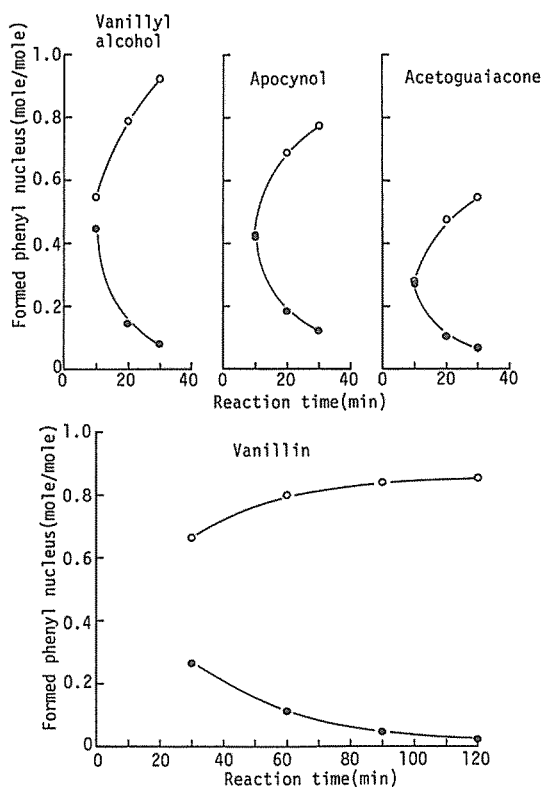 Vanillyl
alcohol
Apocynol
Acetoguaiacone
Formed phenyl nucleus(mole/mole)
1.0
0.8
0.6
0.4
0.2
0
0 20 40 0 20 40 0 20 40
Reaction time(min)
Vanillin
Formed phenyl nucleus(mole/mole)
1.0
0.8
0.6
0.4
0.2
0
0 20 40 60 80 100 120
Reaction time(min)